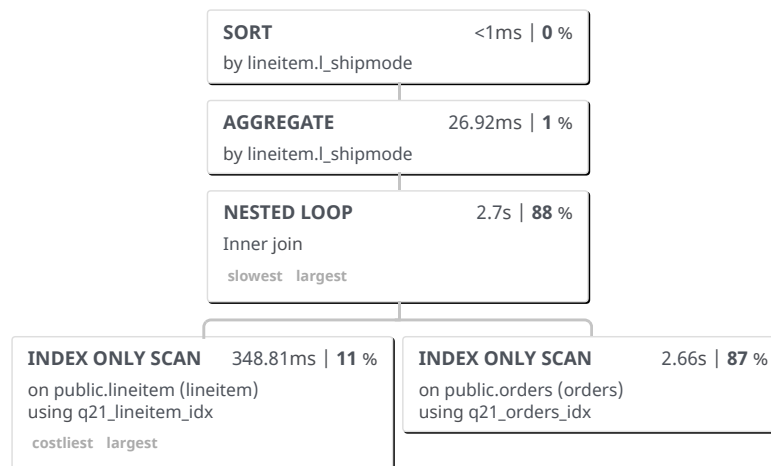 SORT <1ms | 0 %
by lineitem.l_shipmode
AGGREGATE 26.92ms | 1 %
by lineitem.l_shipmode
NESTED LOOP 2.7s | 88 %
Inner join
slowest largest
INDEX ONLY SCAN 348.81ms | 11 %
on public.lineitem (lineitem)
using q21_lineitem_idx
costliest largest
INDEX ONLY SCAN 2.66s | 87 %
on public.orders (orders)
using q21_orders_idx